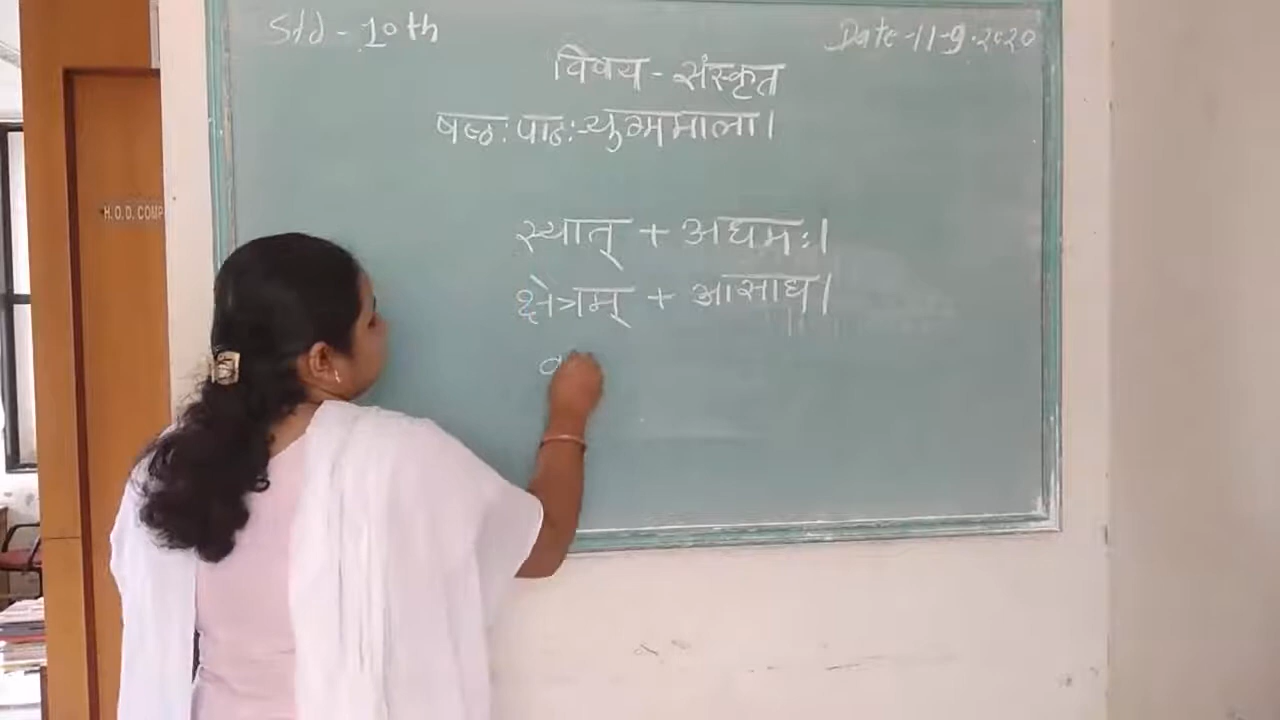 Std - 10th
Date-11-9-2020
विषय - संस्कृत
षष्ठः पाठः-युग्ममाला।
H.O.D. COMP
स्यात् + अधमः।
क्षेत्रम् + आसाद्य।